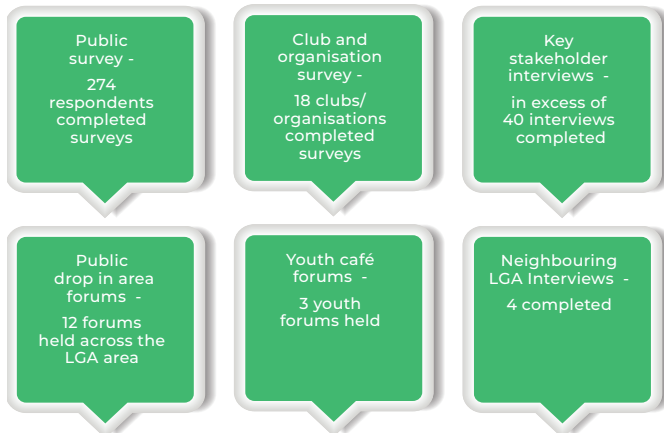 Public
survey -
274
respondents
completed
surveys
Club and
organisation
survey -
18 clubs/
organisations
completed
surveys
Key
stakeholder
interviews -
in excess of
40 interviews
completed
Public
drop in area
forums -
12 forums
held across the
LGA area
Youth café
forums -
3 youth
forums held
Neighbouring
LGA Interviews -
4 completed